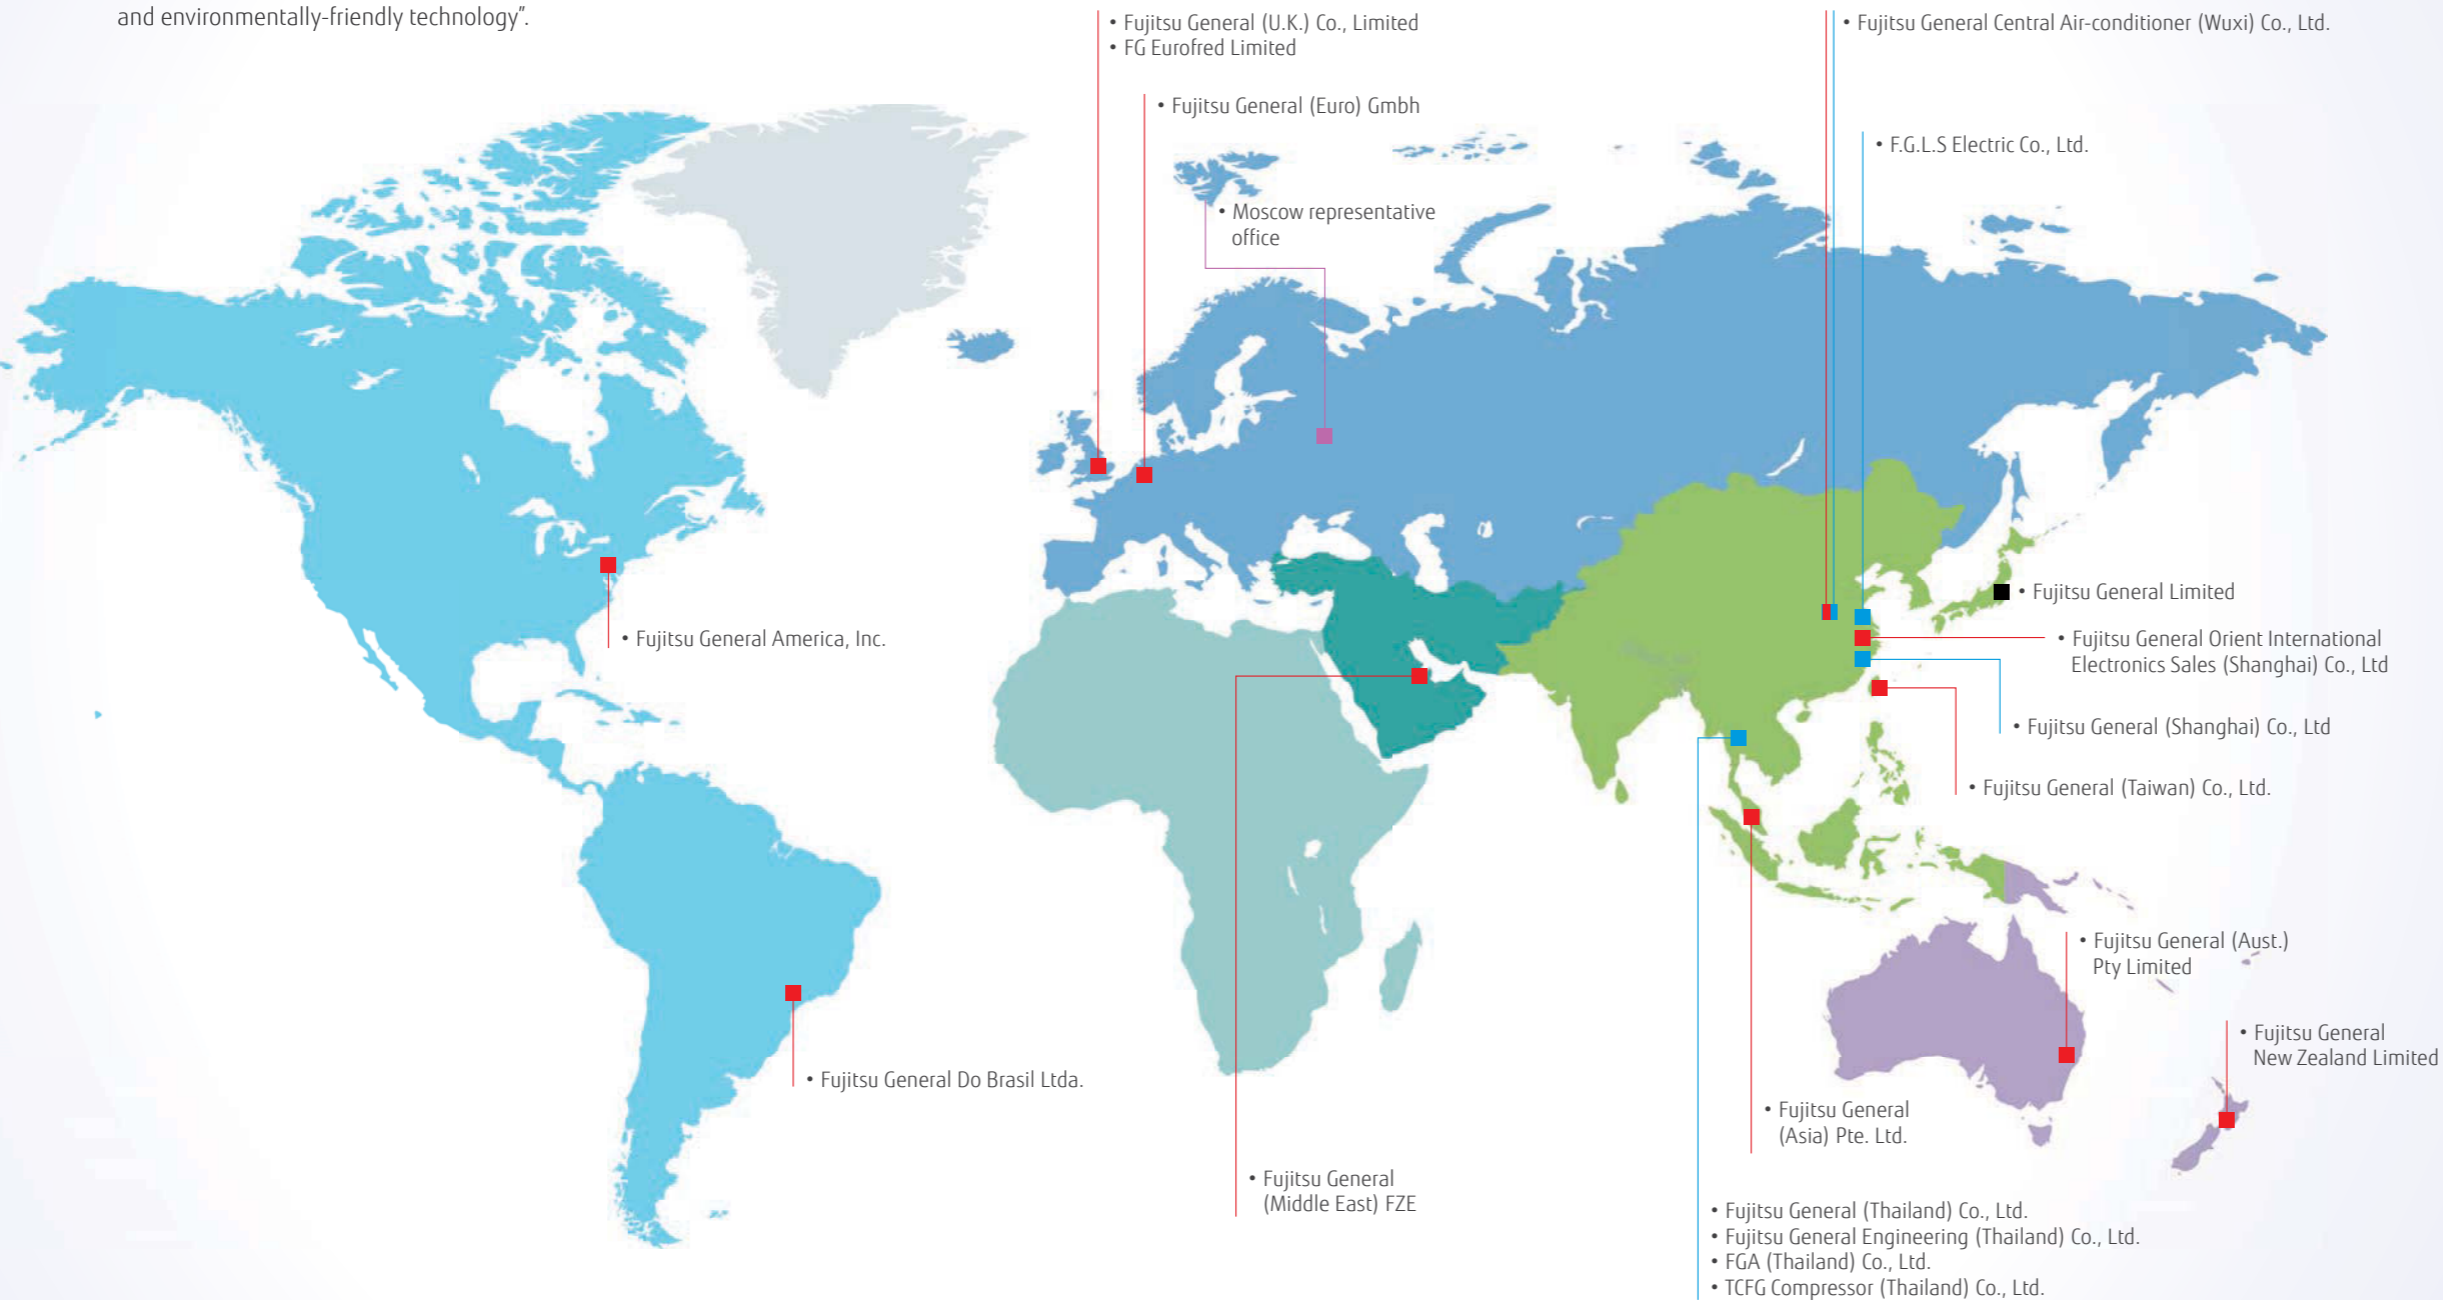 and environmentally-friendly technology".
• Fujitsu General (U.K.) Co., Limited
• FG Eurofred Limited
• Fujitsu General Central Air-conditioner (Wuxi) Co., Ltd.
• Fujitsu General (Euro) Gmbh
• F.G.L.S Electric Co., Ltd.
• Moscow representative
office
• Fujitsu General Limited
• Fujitsu General America, Inc.
• Fujitsu General Orient International
Electronics Sales (Shanghai) Co., Ltd
• Fujitsu General (Shanghai) Co., Ltd
• Fujitsu General (Taiwan) Co., Ltd.
• Fujitsu General (Aust.)
Pty Limited
• Fujitsu General
New Zealand Limited
• Fujitsu General Do Brasil Ltda.
• Fujitsu General
(Asia) Pte. Ltd.
• Fujitsu General
(Middle East) FZE
• Fujitsu General (Thailand) Co., Ltd.
• Fujitsu General Engineering (Thailand) Co., Ltd.
• FGA (Thailand) Co., Ltd.
• TCFG Compressor (Thailand) Co., Ltd.